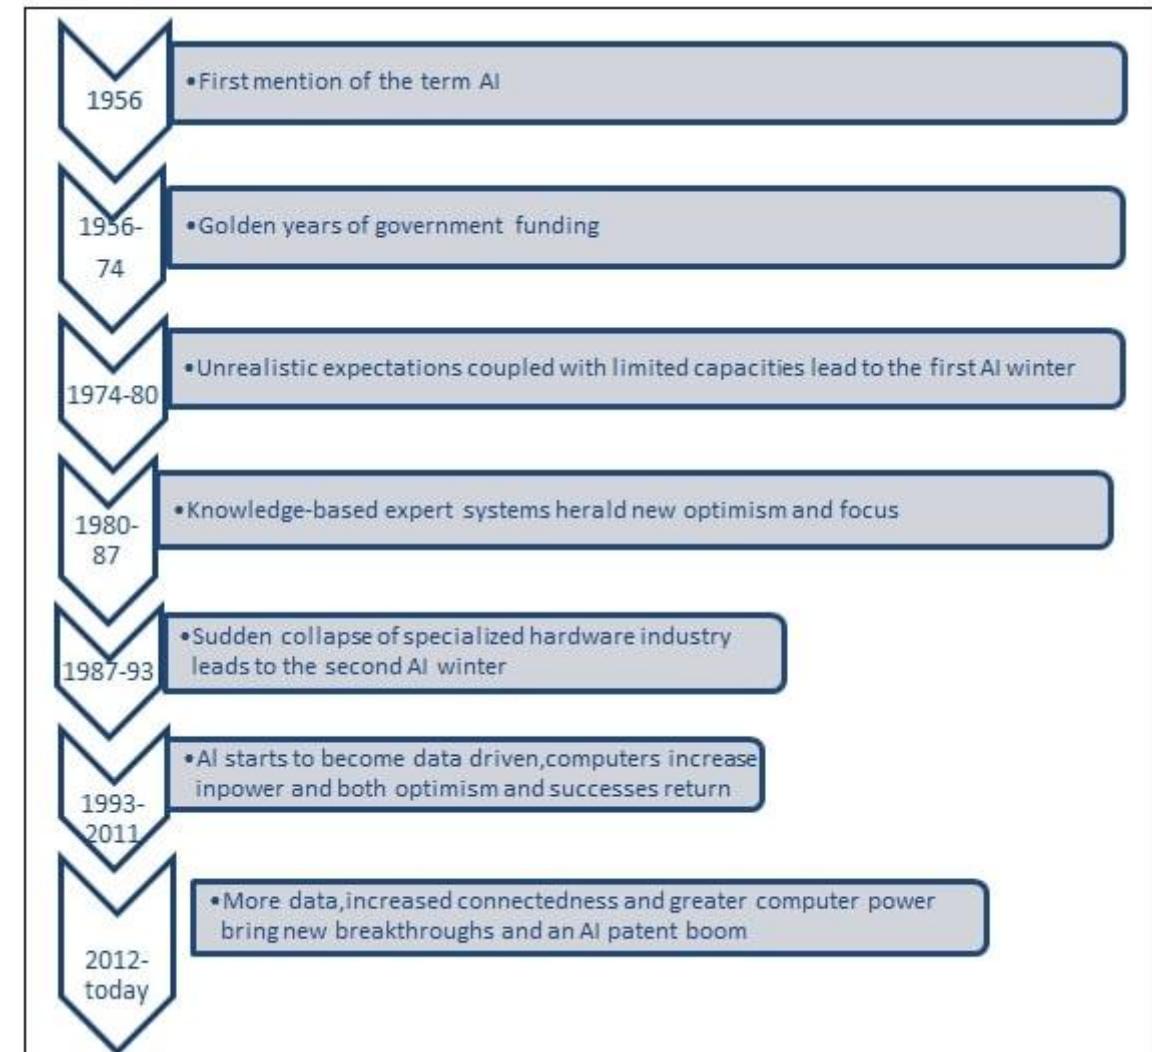 1956
•First mention of the term AI
1956-
74
•Golden years of government funding
1974-80
•Unrealistic expectations coupled with limited capacities lead to the first AI winter
1980-
87
•Knowledge-based expert systems herald new optimism and focus
1987-93
•Sudden collapse of specialized hardware industry
leads to the second AI winter
1993-
2011
•AI starts to become data driven,computers increase
inpower and both optimism and successes return
2012-
today
•More data,increased connectedness and greater computer power
bring new breakthroughs and an AI patent boom